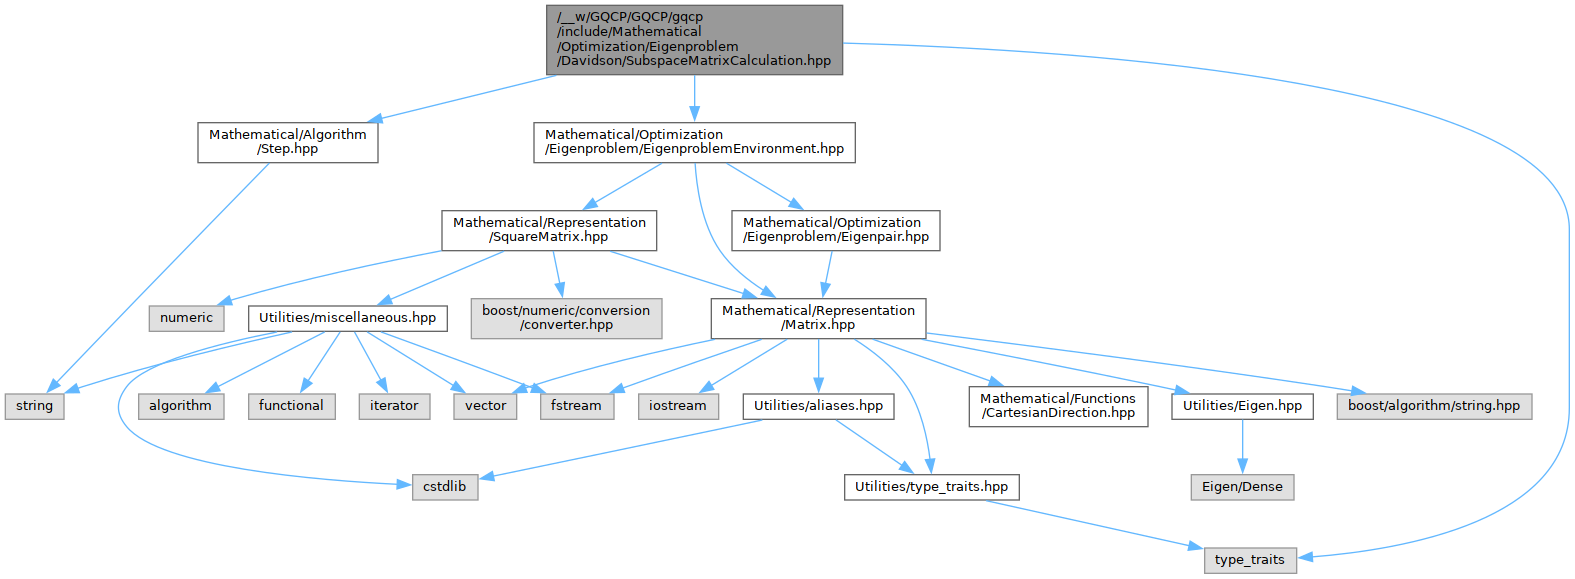 /__w/GQCP/GQCP/gqcp
/include/Mathematical
/Optimization/Eigenproblem
/Davidson/SubspaceMatrixCalculation.hpp
Mathematical/Algorithm
/Step.hpp
Mathematical/Optimization
/Eigenproblem/EigenproblemEnvironment.hpp
Mathematical/Representation
/SquareMatrix.hpp
Mathematical/Optimization
/Eigenproblem/Eigenpair.hpp
numeric
Utilities/miscellaneous.hpp
boost/numeric/conversion
/converter.hpp
Mathematical/Representation
/Matrix.hpp
string
algorithm
functional
iterator
vector
fstream
iostream
Utilities/aliases.hpp
Mathematical/Functions
/CartesianDirection.hpp
Utilities/Eigen.hpp
boost/algorithm/string.hpp
cstdlib
Utilities/type_traits.hpp
Eigen/Dense
type_traits